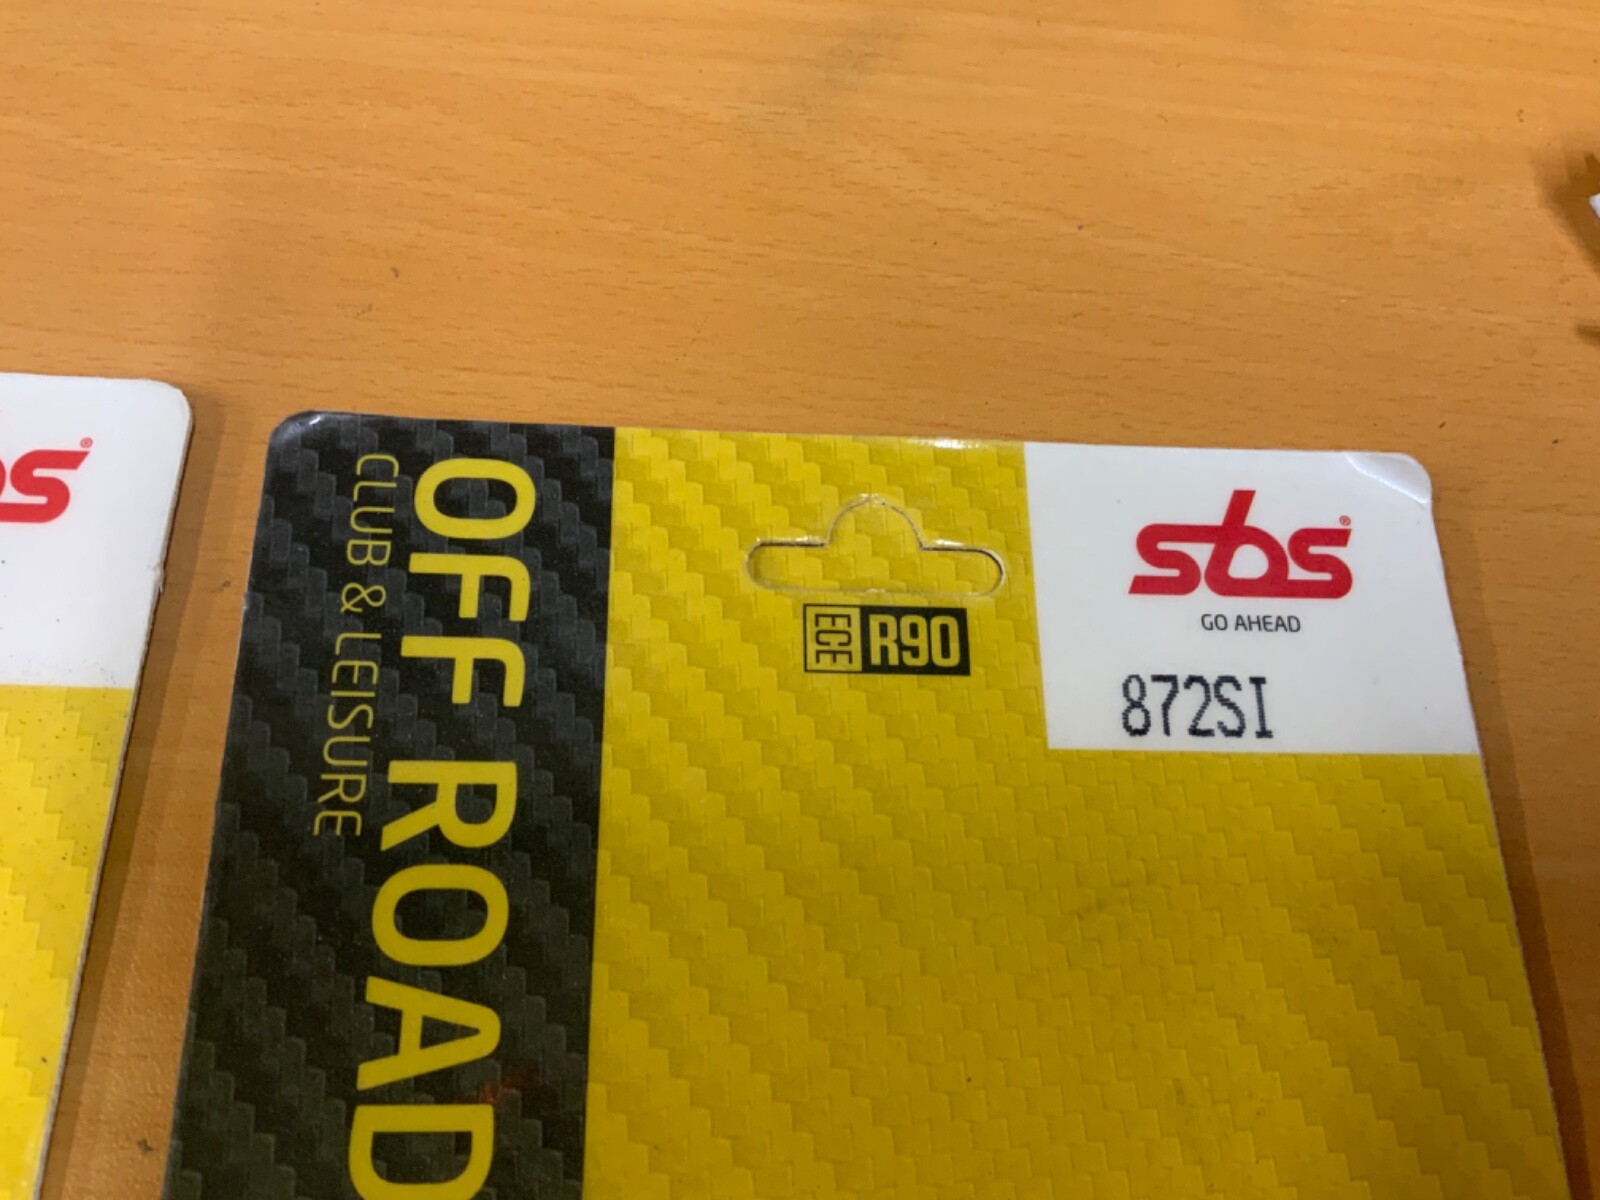 OFF ROAD
CLUB & LEISURE
ECE R90
sbs®
GO AHEAD
872SI
s®